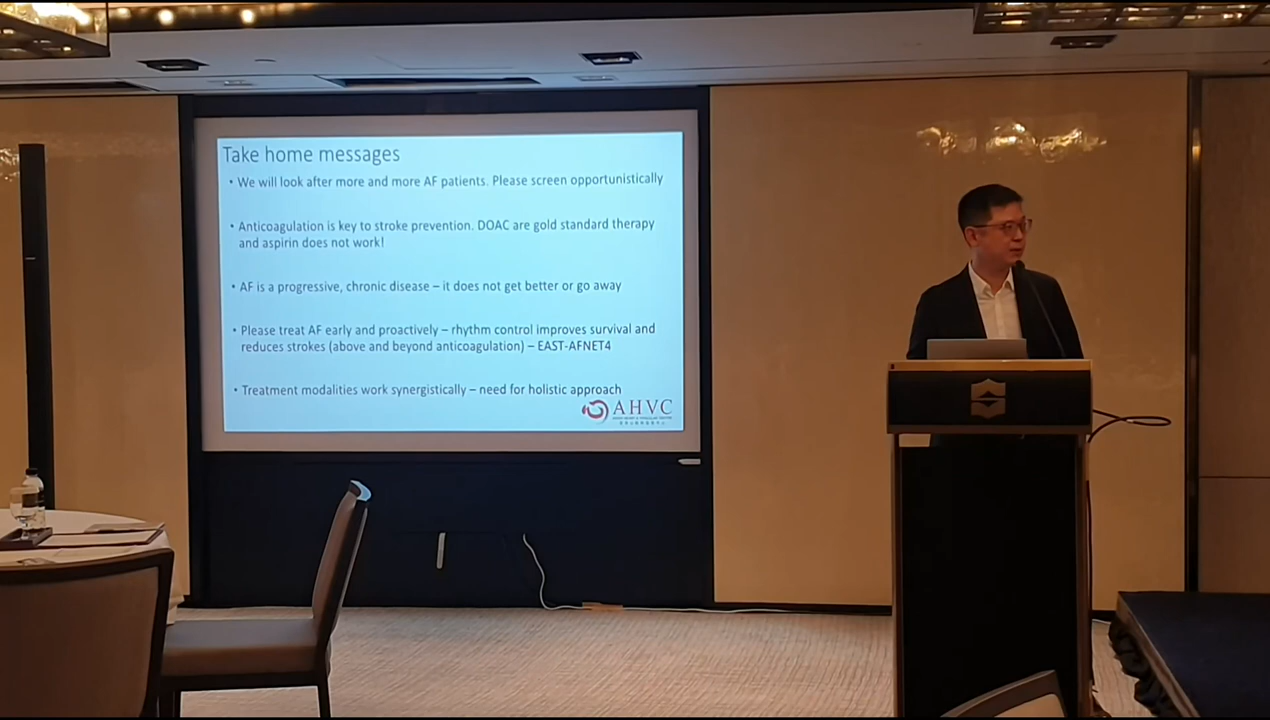 Take home messages
• We will look after more and more AF patients. Please screen opportunistically
• Anticoagulation is key to stroke prevention. DOAC are gold standard therapy
and aspirin does not work!
• AF is a progressive, chronic disease – it does not get better or go away
• Please treat AF early and proactively – rhythm control improves survival and
reduces strokes (above and beyond anticoagulation) – EAST-AFNET4
• Treatment modalities work synergistically – need for holistic approach
AHVC